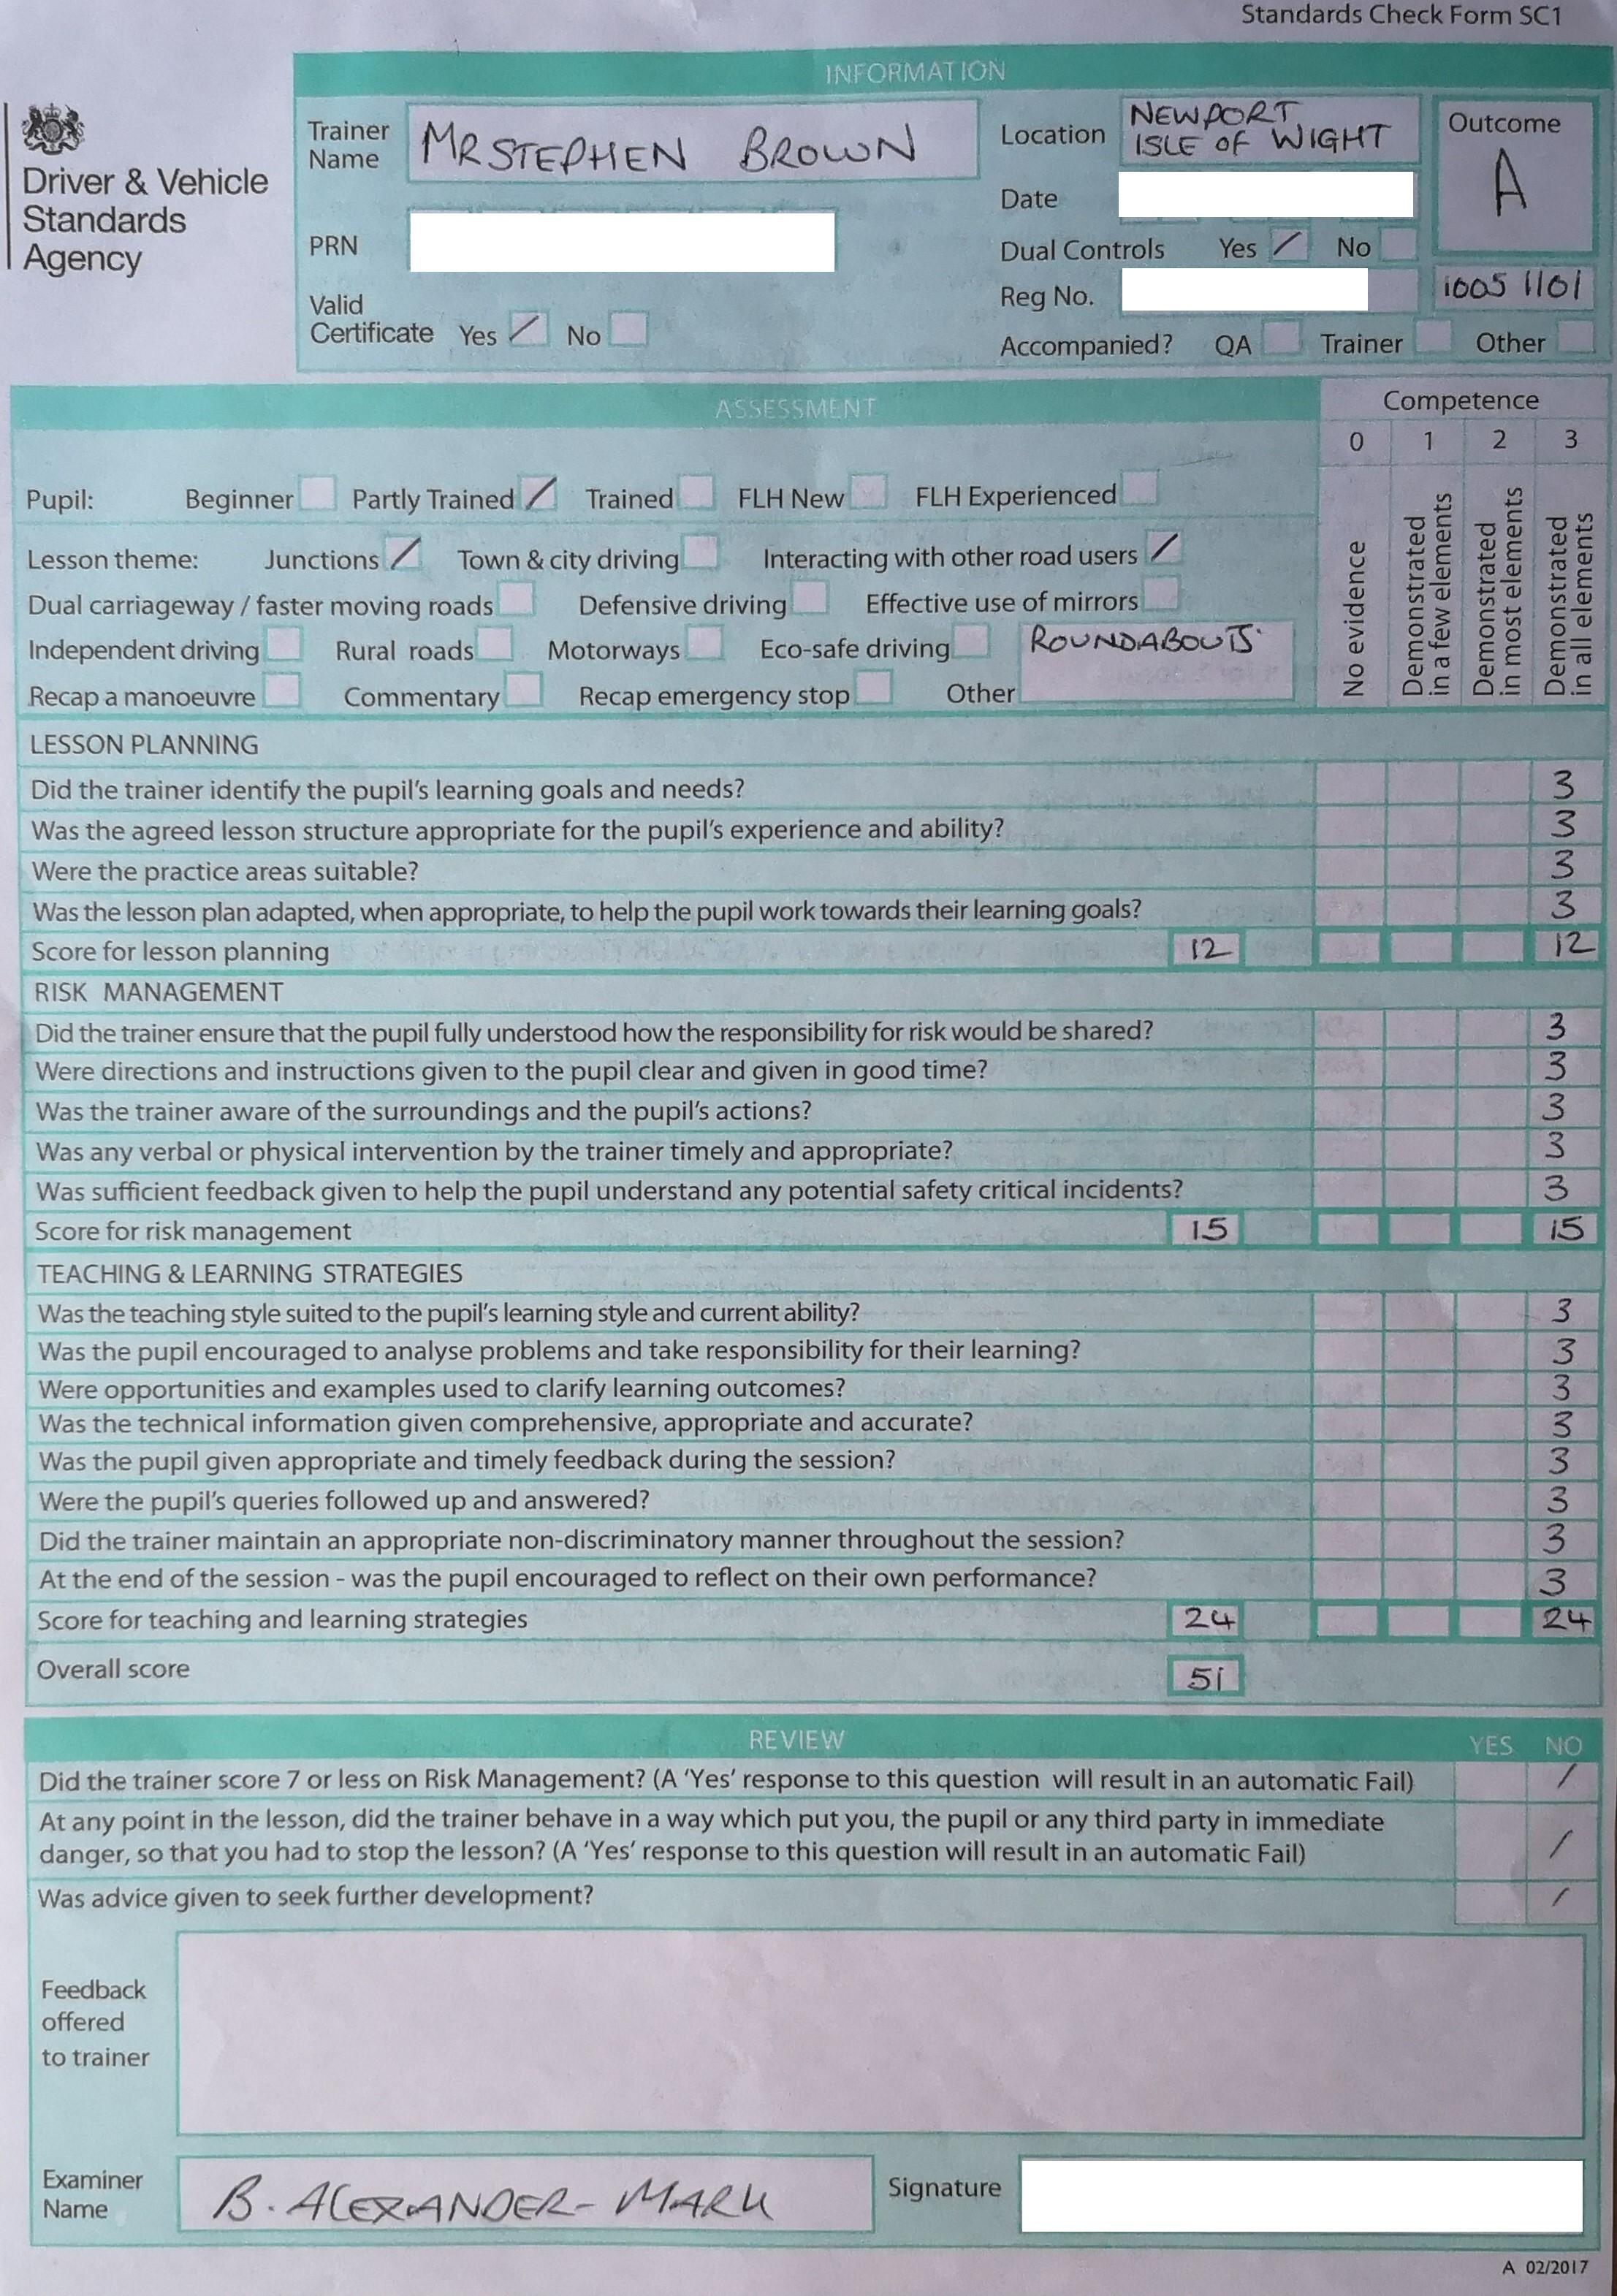 Standards Check Form SC1
INFORMATION
Driver & Vehicle
Standards
Agency
Trainer
Name
MR STEPHEN BROWN
Location
NEWPORT
ISLE OF WIGHT
Outcome
A
Date
PRN
Dual Controls Yes / No
Reg No.
1005 1101
Valid
Certificate Yes / No
Accompanied? QA Trainer Other
ASSESSMENT
Competence
0 1 2 3
No evidence
Demonstrated
in a few elements
Demonstrated
in most elements
Demonstrated
in all elements
Pupil: Beginner Partly Trained / Trained FLH New FLH Experienced
Lesson theme: Junctions / Town & city driving Interacting with other road users /
Dual carriageway / faster moving roads Defensive driving Effective use of mirrors
Independent driving Rural roads Motorways Eco-safe driving ROUNDABOUTS
Recap a manoeuvre Commentary Recap emergency stop Other
LESSON PLANNING
Did the trainer identify the pupil's learning goals and needs? 3
Was the agreed lesson structure appropriate for the pupil's experience and ability? 3
Were the practice areas suitable? 3
Was the lesson plan adapted, when appropriate, to help the pupil work towards their learning goals? 3
Score for lesson planning 12 12
RISK MANAGEMENT
Did the trainer ensure that the pupil fully understood how the responsibility for risk would be shared? 3
Were directions and instructions given to the pupil clear and given in good time? 3
Was the trainer aware of the surroundings and the pupil's actions? 3
Was any verbal or physical intervention by the trainer timely and appropriate? 3
Was sufficient feedback given to help the pupil understand any potential safety critical incidents? 3
Score for risk management 15 15
TEACHING & LEARNING STRATEGIES
Was the teaching style suited to the pupil's learning style and current ability? 3
Was the pupil encouraged to analyse problems and take responsibility for their learning? 3
Were opportunities and examples used to clarify learning outcomes? 3
Was the technical information given comprehensive, appropriate and accurate? 3
Was the pupil given appropriate and timely feedback during the session? 3
Were the pupil's queries followed up and answered? 3
Did the trainer maintain an appropriate non-discriminatory manner throughout the session? 3
At the end of the session - was the pupil encouraged to reflect on their own performance? 3
Score for teaching and learning strategies 24 24
Overall score 51
REVIEW YES NO
Did the trainer score 7 or less on Risk Management? (A 'Yes' response to this question will result in an automatic Fail) /
At any point in the lesson, did the trainer behave in a way which put you, the pupil or any third party in immediate
danger, so that you had to stop the lesson? (A 'Yes' response to this question will result in an automatic Fail) /
Was advice given to seek further development? /
Feedback
offered
to trainer
Examiner
Name
B. ALEXANDER-MARK
Signature
A 02/2017